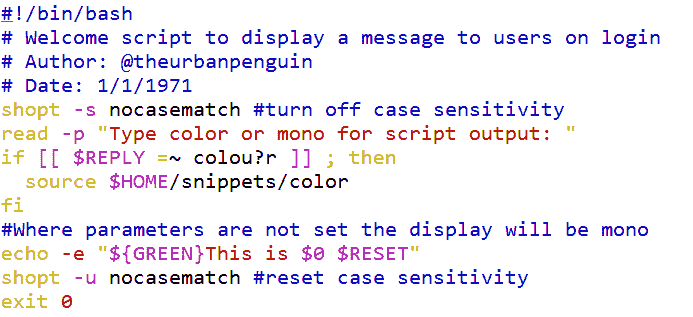 #!/bin/bash
# Welcome script to display a message to users on login
# Author: @theurbanpenguin
# Date: 1/1/1971
shopt -s nocasematch #turn off case sensitivity
read -p "Type color or mono for script output: "
if [[ $REPLY =~ colou?r ]] ; then
  source $HOME/snippets/color
fi
#Where parameters are not set the display will be mono
echo -e "${GREEN}This is $0 $RESET"
shopt -u nocasematch #reset case sensitivity
exit 0